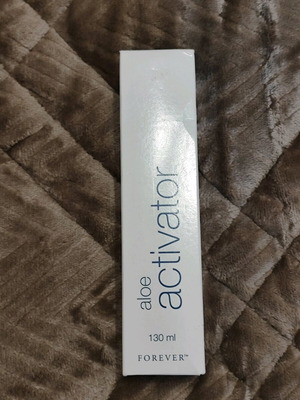 aloe
activator
130 ml
FOREVER™